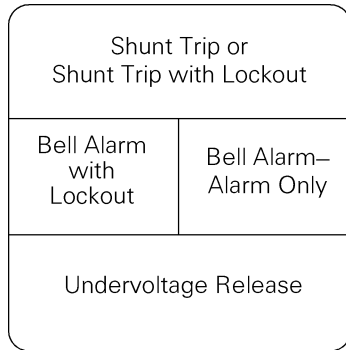 Shunt Trip or
Shunt Trip with Lockout
Bell Alarm
with
Lockout
Bell Alarm–
Alarm Only
Undervoltage Release